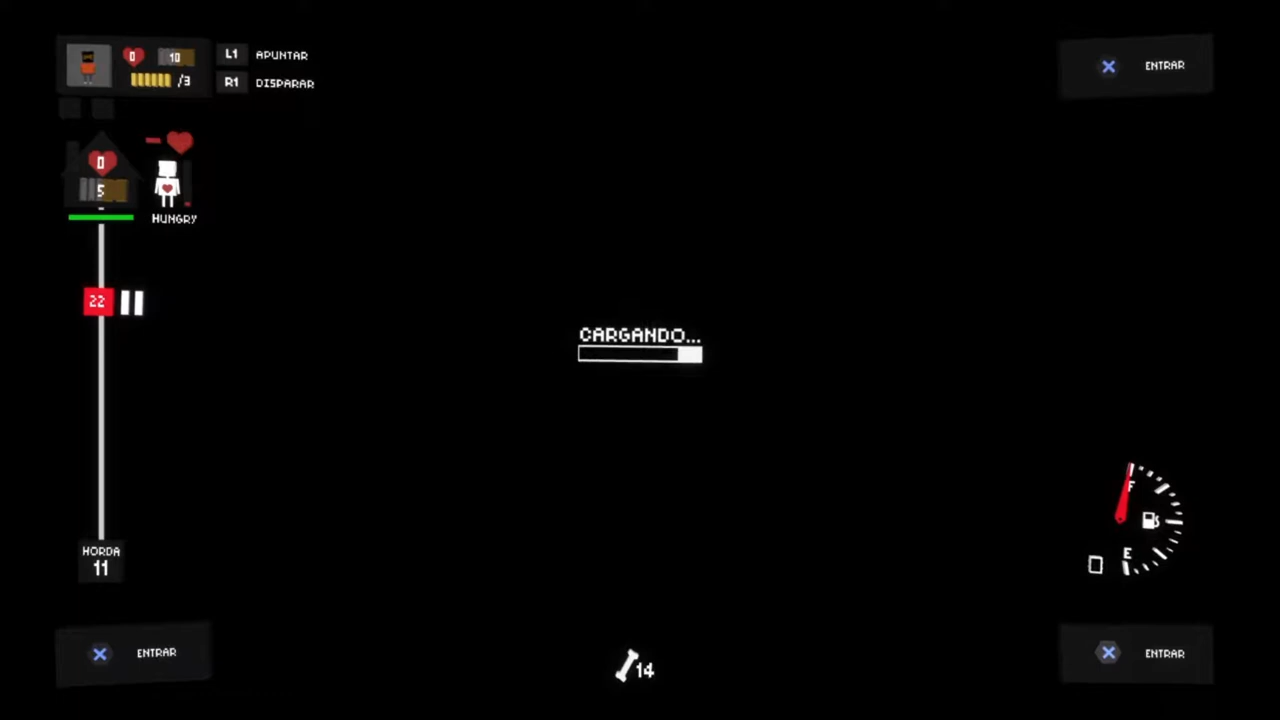 0 10
/3
L1 APUNTAR
R1 DISPARAR
ENTRAR
0
5
HUNGRY
22
CARGANDO...
F
E
HORDA
11
ENTRAR
14
ENTRAR